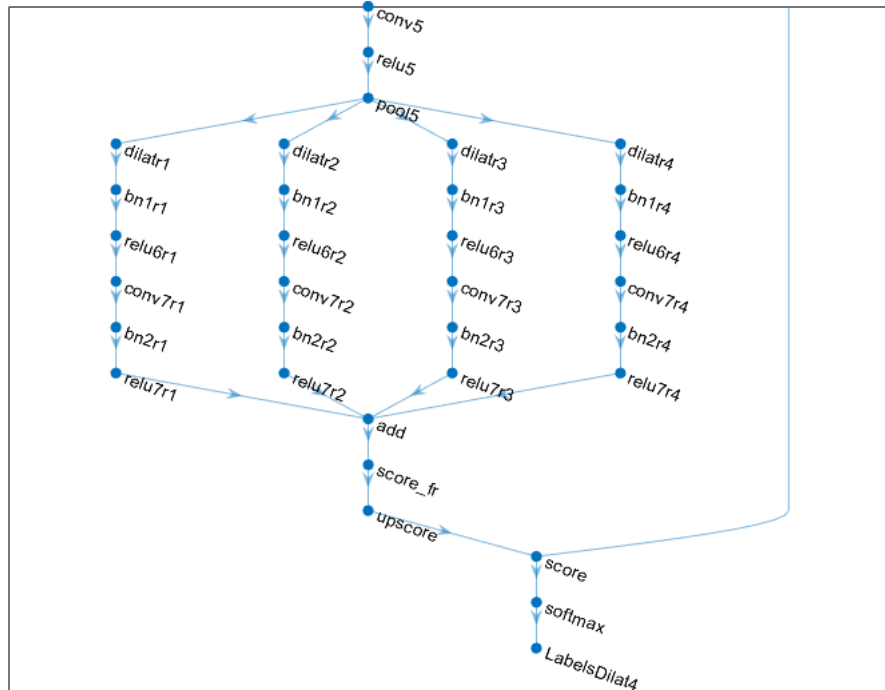 conv5
relu5
pool5
dilatr1
dilatr2
dilatr3
dilatr4
bn1r1
bn1r2
bn1r3
bn1r4
relu6r1
relu6r2
relu6r3
relu6r4
conv7r1
conv7r2
conv7r3
conv7r4
bn2r1
bn2r2
bn2r3
bn2r4
relu7r1
relu7r2
relu7r3
relu7r4
add
score_fr
upscore
score
softmax
LabelsDilat4